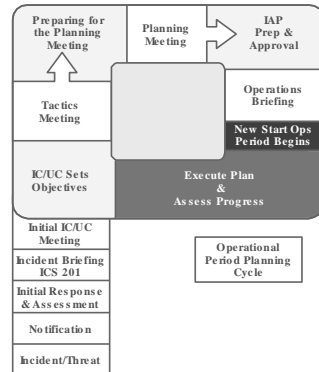 Preparing for
the Planning
Meeting
Planning
Meeting
IAP
Prep &
Approval
Tactics
Meeting
Operations
Briefing
New Start Ops
Period Begins
IC/UC Sets
Objectives
Execute Plan
&
Assess Progress
Initial IC/UC
Meeting
Incident Briefing
ICS 201
Initial Response
& Assessment
Notification
Incident/Threat
Operational
Period Planning
Cycle